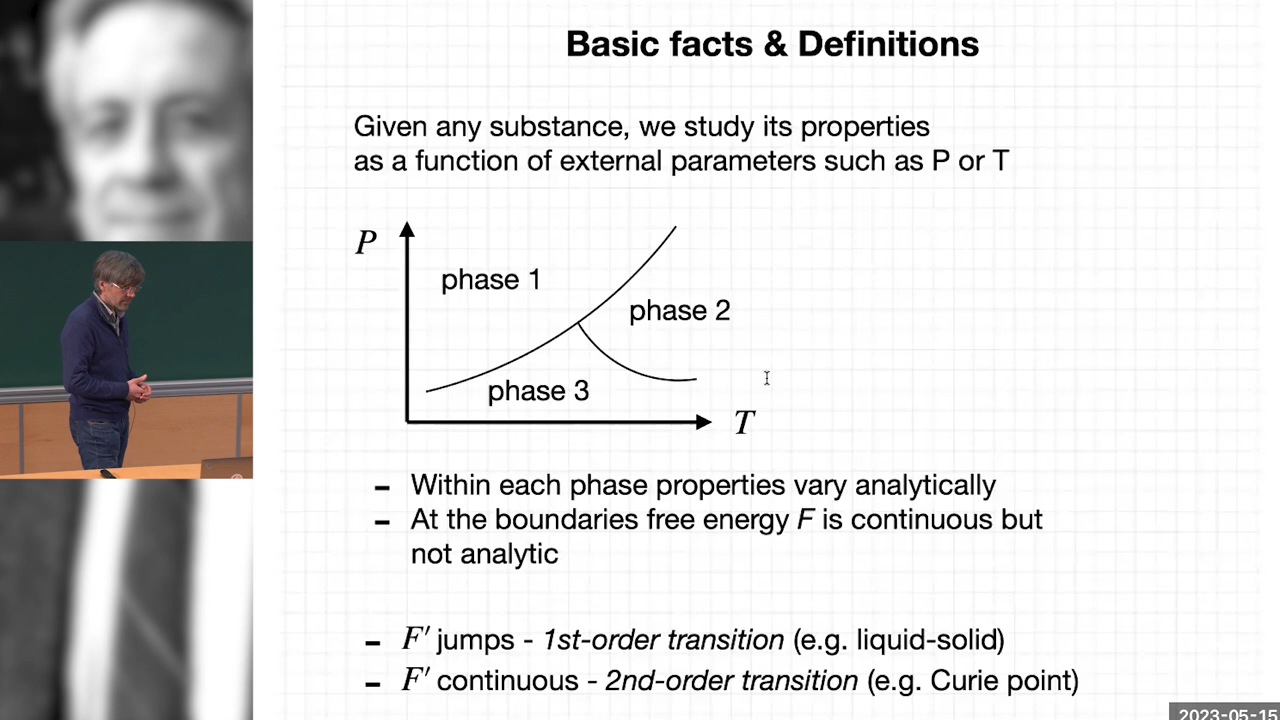 Basic facts & Definitions
Given any substance, we study its properties
as a function of external parameters such as P or T
P
phase 1
phase 2
phase 3
T
- Within each phase properties vary analytically
- At the boundaries free energy F is continuous but
not analytic
- F′ jumps - 1st-order transition (e.g. liquid-solid)
- F′ continuous - 2nd-order transition (e.g. Curie point)
2023-05-15